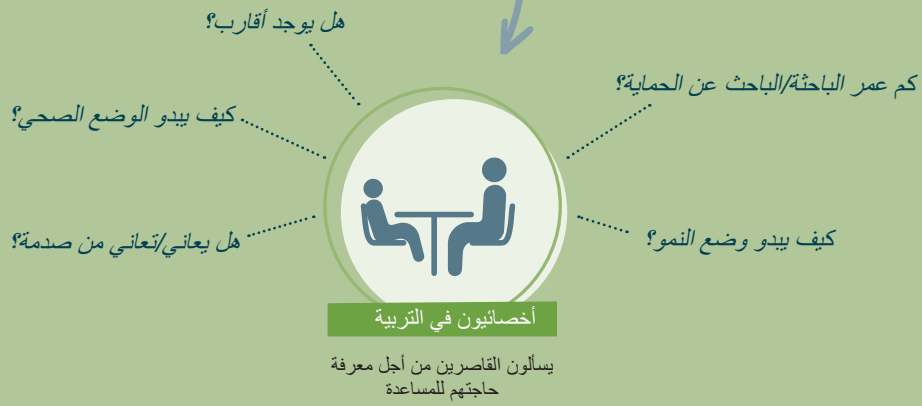 هل يوجد أقارب؟
كم عمر الباحثة/الباحث عن الحماية؟
كيف يبدو الوضع الصحي؟
كيف يبدو وضع النمو؟
هل يعاني/تعاني من صدمة؟
أخصائيون في التربية
يسألون القاصرين من أجل معرفة
حاجتهم للمساعدة